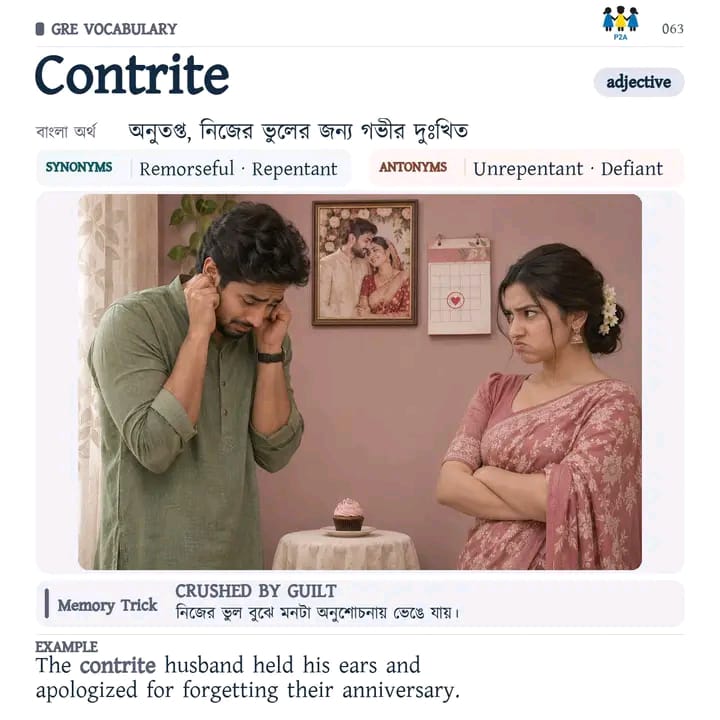 GRE VOCABULARY
P2A
063
Contrite
adjective
বাংলা অর্থ অনুতপ্ত, নিজের ভুলের জন্য গভীর দুঃখিত
SYNONYMS Remorseful · Repentant ANTONYMS Unrepentant · Defiant
Memory Trick
CRUSHED BY GUILT
নিজের ভুল বুঝে মনটা অনুশোচনায় ভেঙে যায়।
EXAMPLE
The contrite husband held his ears and
apologized for forgetting their anniversary.